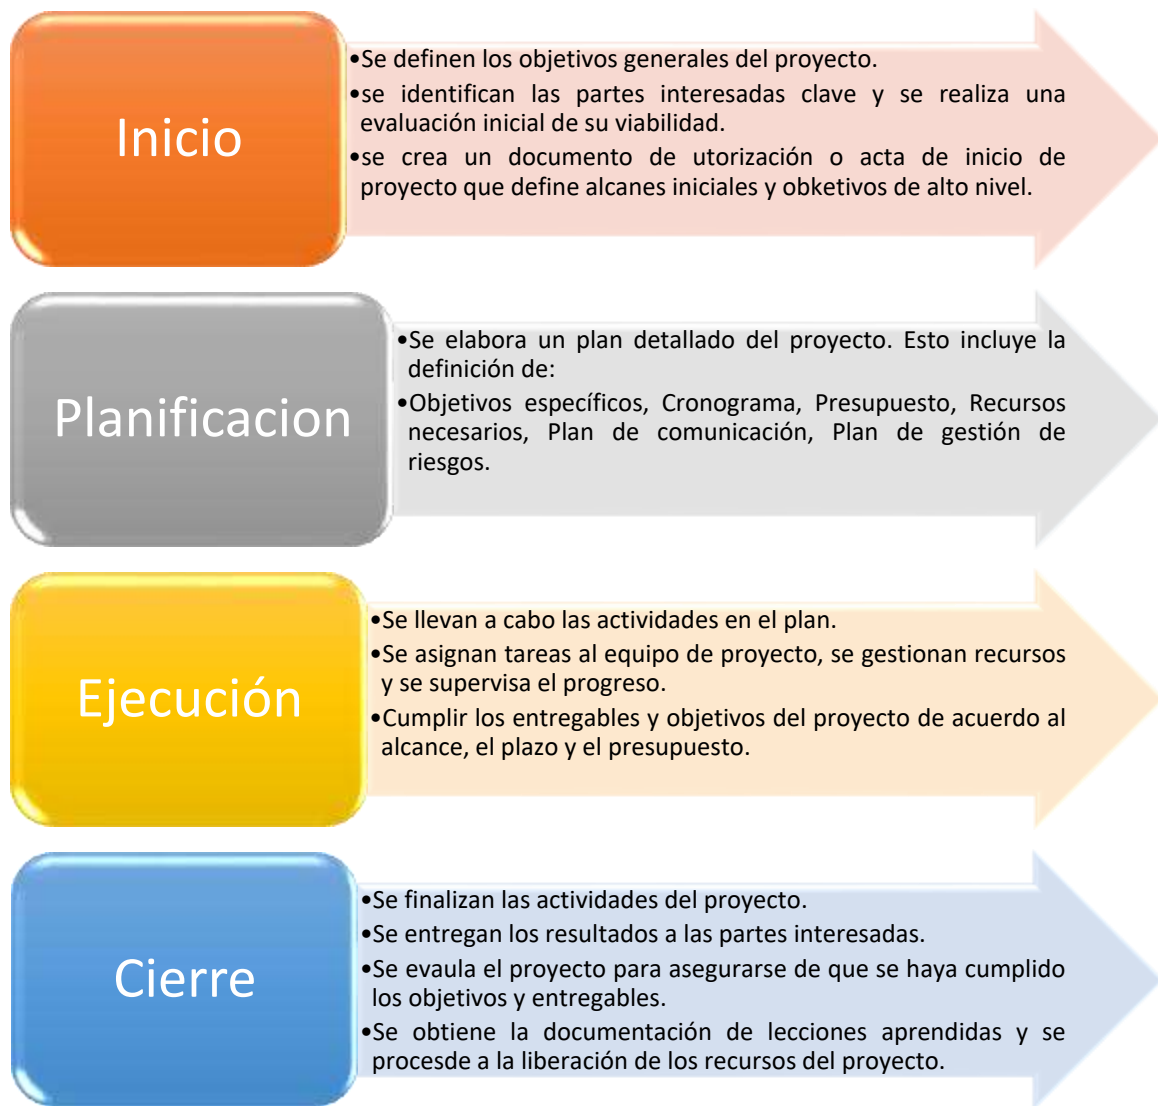 Inicio
•Se definen los objetivos generales del proyecto.
•se identifican las partes interesadas clave y se realiza una
evaluación inicial de su viabilidad.
•se crea un documento de utorización o acta de inicio de
proyecto que define alcanes iniciales y obketivos de alto nivel.
Planificacion
•Se elabora un plan detallado del proyecto. Esto incluye la
definición de:
•Objetivos específicos, Cronograma, Presupuesto, Recursos
necesarios, Plan de comunicación, Plan de gestión de
riesgos.
Ejecución
•Se llevan a cabo las actividades en el plan.
•Se asignan tareas al equipo de proyecto, se gestionan recursos
y se supervisa el progreso.
•Cumplir los entregables y objetivos del proyecto de acuerdo al
alcance, el plazo y el presupuesto.
Cierre
•Se finalizan las actividades del proyecto.
•Se entregan los resultados a las partes interesadas.
•Se evaula el proyecto para asegurarse de que se haya cumplido
los objetivos y entregables.
•Se obtiene la documentación de lecciones aprendidas y se
procesde a la liberación de los recursos del proyecto.